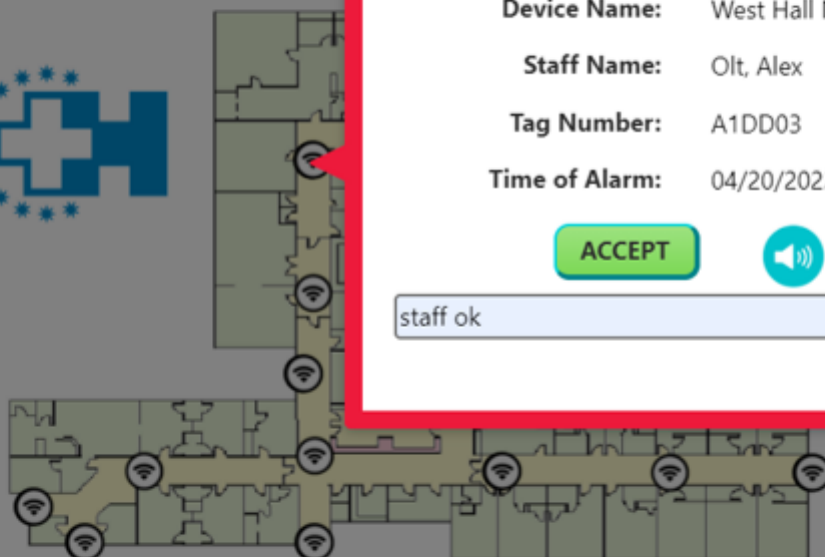 Device Name: West Hall
Staff Name: Olt, Alex
Tag Number: A1DD03
Time of Alarm: 04/20/202
ACCEPT
staff ok